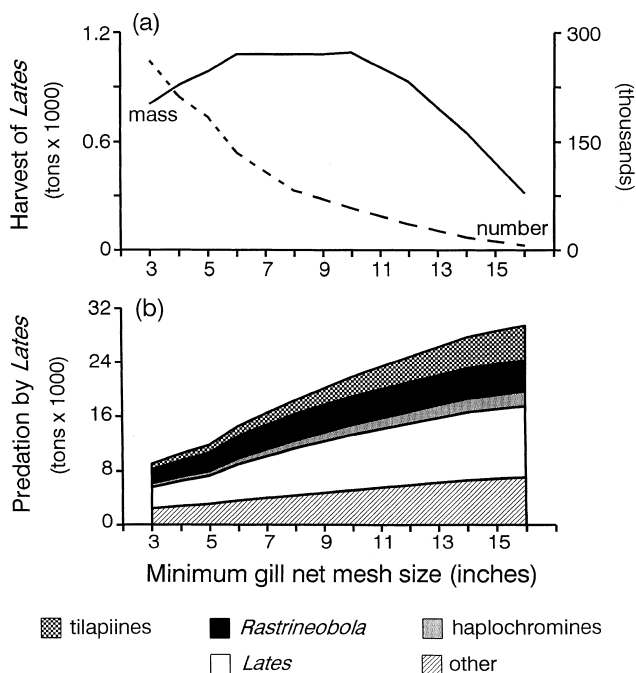 (a)
1.2
0.6
0
Harvest of Lates
(tons x 1000)
300
150
0
(thousands)
mass
number
3 5 7 9 11 13 15
(b)
32
24
16
8
0
Predation by Lates
(tons x 1000)
3 5 7 9 11 13 15
Minimum gill net mesh size (inches)
tilapiines Rastrineobola haplochromines
Lates other